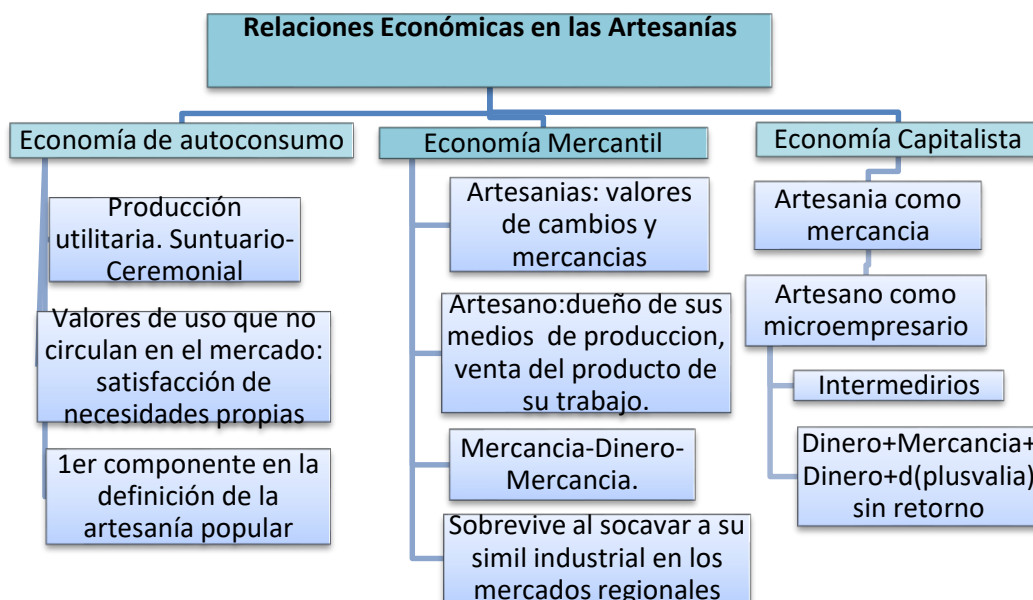 Relaciones Económicas en las Artesanías
Economía de autoconsumo
Producción
utilitaria. Suntuario-
Ceremonial
Valores de uso que no
circulan en el mercado:
satisfacción de
necesidades propias
1er componente en la
definición de la
artesanía popular
Economía Mercantil
Artesanias: valores
de cambios y
mercancias
Artesano:dueño de sus
medios de produccion,
venta del producto de
su trabajo.
Mercancia-Dinero-
Mercancia.
Sobrevive al socavar a su
simil industrial en los
mercados regionales
Economía Capitalista
Artesania como
mercancia
Artesano como
microempresario
Intermedirios
Dinero+Mercancia+
Dinero+d(plusvalia)
sin retorno